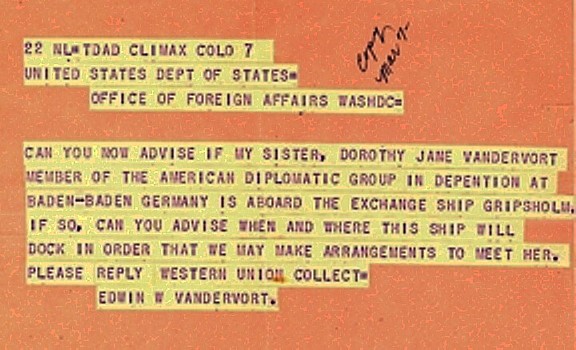 22 NL=TDAD CLIMAX COLO 7
UNITED STATES DEPT OF STATES=
OFFICE OF FOREIGN AFFAIRS WASHDC=
copy
Mar 7
CAN YOU NOW ADVISE IF MY SISTER, DOROTHY JANE VANDERVORT
MEMBER OF THE AMERICAN DIPLOMATIC GROUP IN DEPENTION AT
BADEN-BADEN GERMANY IS ABOARD THE EXCHANGE SHIP GRIPSHOLM,
IF SO, CAN YOU ADVISE WHEN AND WHERE THIS SHIP WILL
DOCK IN ORDER THAT WE MAY MAKE ARRANGEMENTS TO MEET HER.
PLEASE REPLY WESTERN UNION COLLECT=
EDWIN W VANDERVORT.